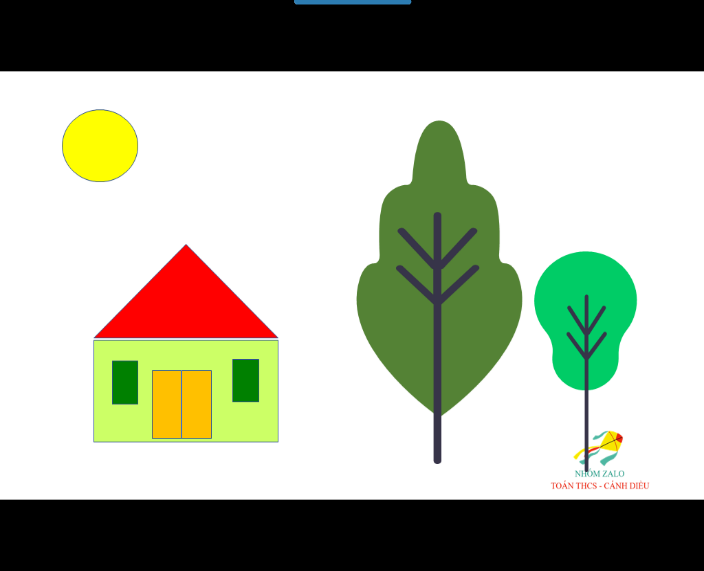 NHÓM ZALO
TOÁN THCS - CÁNH DIỀU